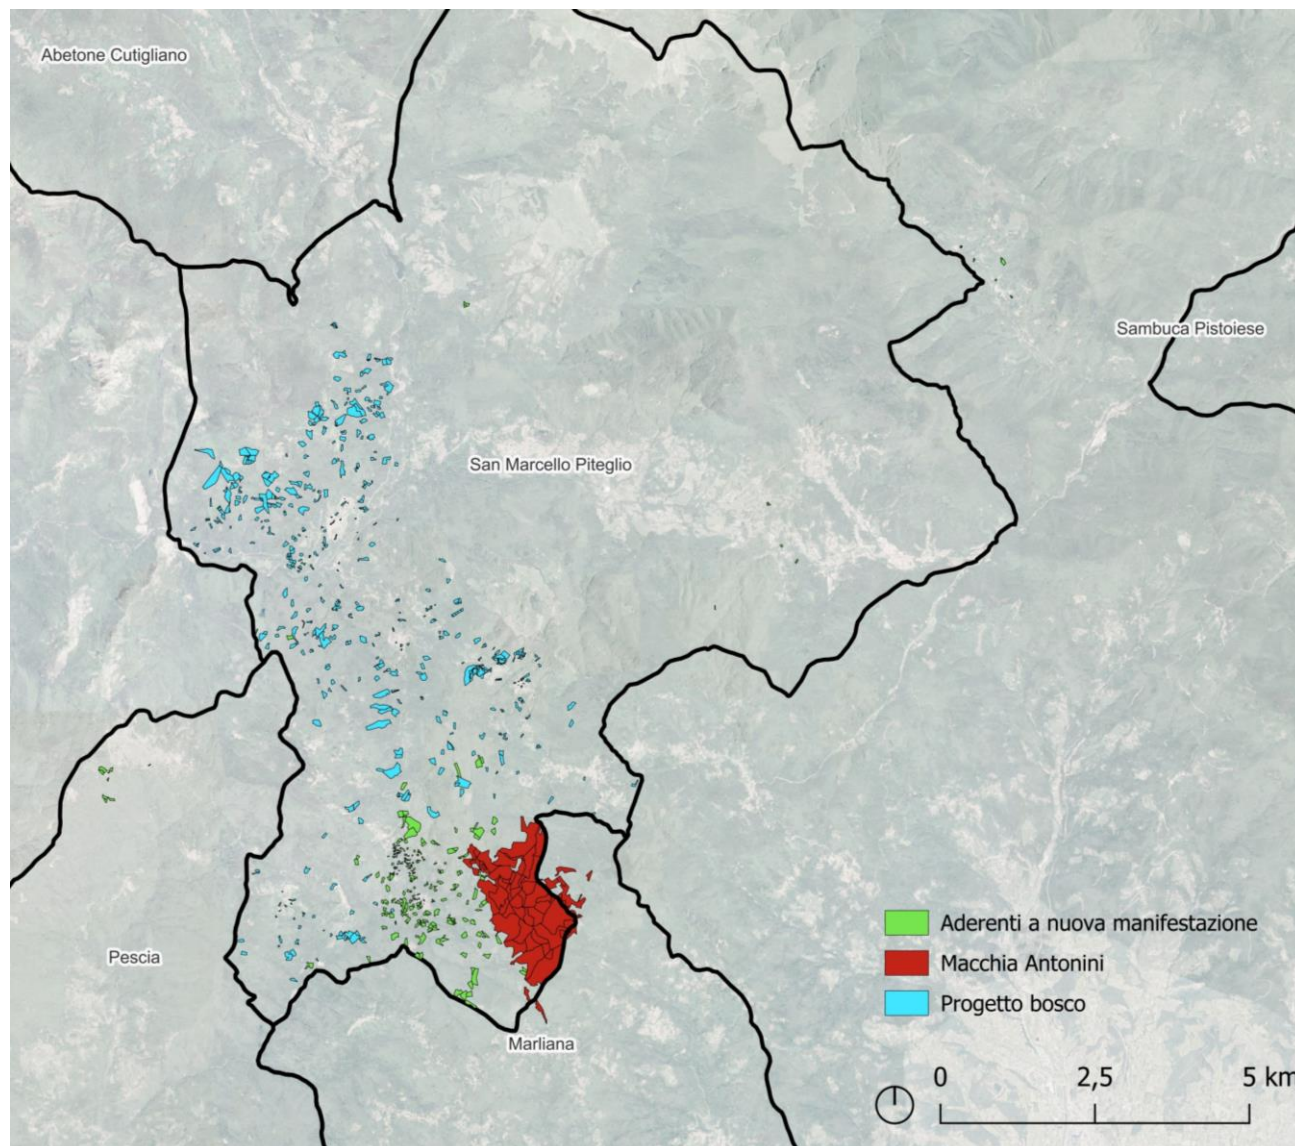 Abetone Cutigliano
Sambuca Pistoiese
San Marcello Piteglio
Pescia
Marliana
Aderenti a nuova manifestazione
Macchia Antonini
Progetto bosco
0 2,5 5 km